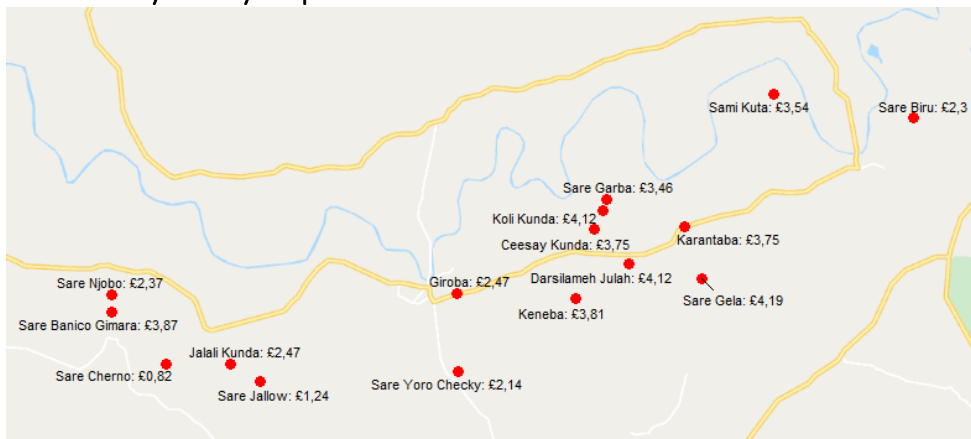 Sami Kuta: £3,54
Sare Biru: £2,3
Sare Garba: £3,46
Koli Kunda: £4,12
Ceesay Kunda: £3,75
Karantaba: £3,75
Darsilameh Julah: £4,12
Giroba: £2,47
Sare Njobo: £2,37
Sare Gela: £4,19
Keneba: £3,81
Sare Banico Gimara: £3,87
Jalali Kunda: £2,47
Sare Cherno: £0,82
Sare Yoro Checky: £2,14
Sare Jallow: £1,24